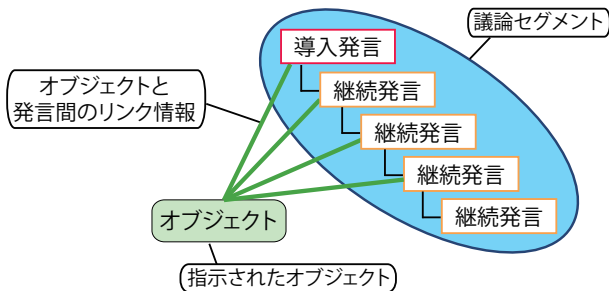 議論セグメント
導入発言
継続発言
オブジェクトと
発言間のリンク情報
継続発言
継続発言
継続発言
オブジェクト
指示されたオブジェクト